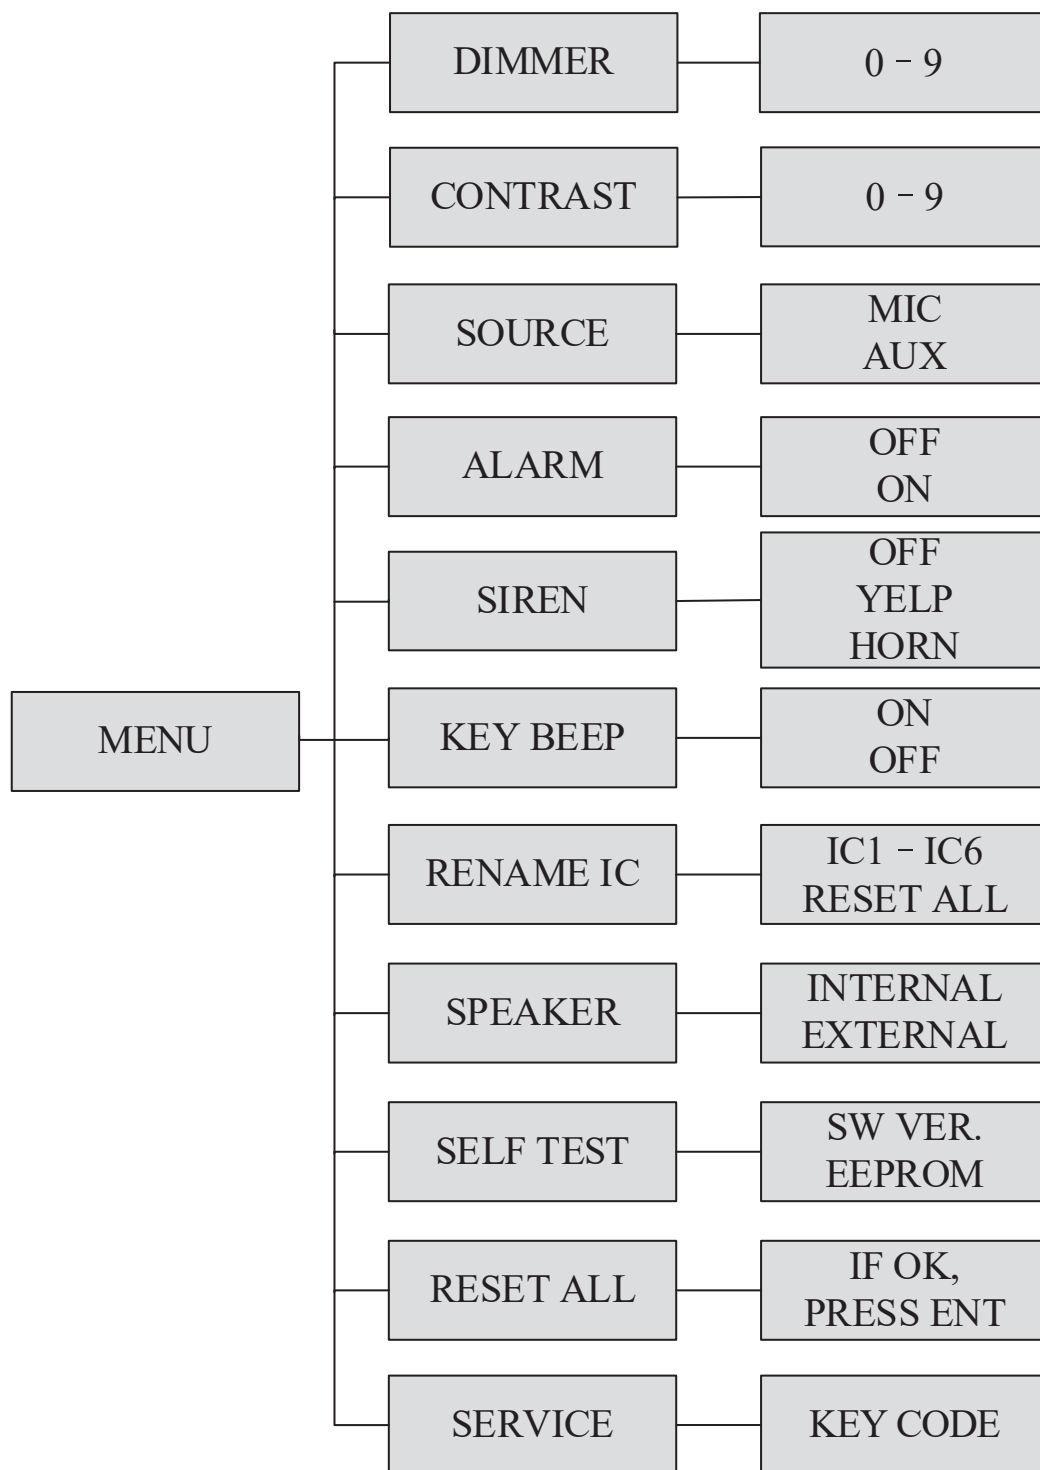 DIMMER
0 – 9
CONTRAST
0 – 9
SOURCE
MIC
AUX
ALARM
OFF
ON
SIREN
OFF
YELP
HORN
MENU
KEY BEEP
ON
OFF
RENAME IC
IC1 – IC6
RESET ALL
SPEAKER
INTERNAL
EXTERNAL
SELF TEST
SW VER.
EEPROM
RESET ALL
IF OK,
PRESS ENT
SERVICE
KEY CODE